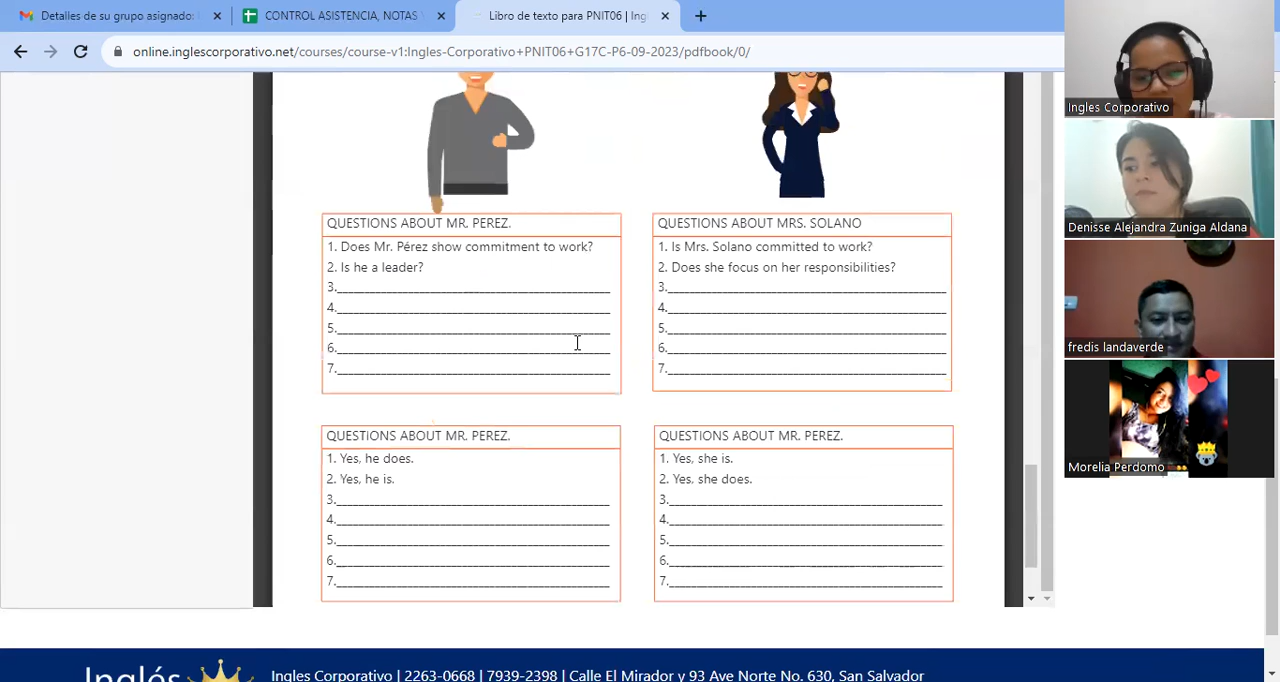 Detalles de su grupo asignado:
CONTROL ASISTENCIA, NOTAS Y
Libro de texto para PNIT06 | Ing
online.inglescorporativo.net/courses/course-v1:Ingles-Corporativo+PNIT06+G17C-P6-09-2023/pdfbook/0/
Ingles Corporativo
Denisse Alejandra Zuniga Aldana
fredis landaverde
Morelia Perdomo
QUESTIONS ABOUT MR. PEREZ.
1. Does Mr. Pérez show commitment to work?
2. Is he a leader?
3.
4.
5.
6.
7.
QUESTIONS ABOUT MRS. SOLANO
1. Is Mrs. Solano committed to work?
2. Does she focus on her responsibilities?
3.
4.
5.
6.
7.
QUESTIONS ABOUT MR. PEREZ.
1. Yes, he does.
2. Yes, he is.
3.
4.
5.
6.
7.
QUESTIONS ABOUT MR. PEREZ.
1. Yes, she is.
2. Yes, she does.
3.
4.
5.
6.
7.
Inglés
Ingles Corporativo | 2263-0668 | 7939-2398 | Calle El Mirador y 93 Ave Norte No. 630, San Salvador